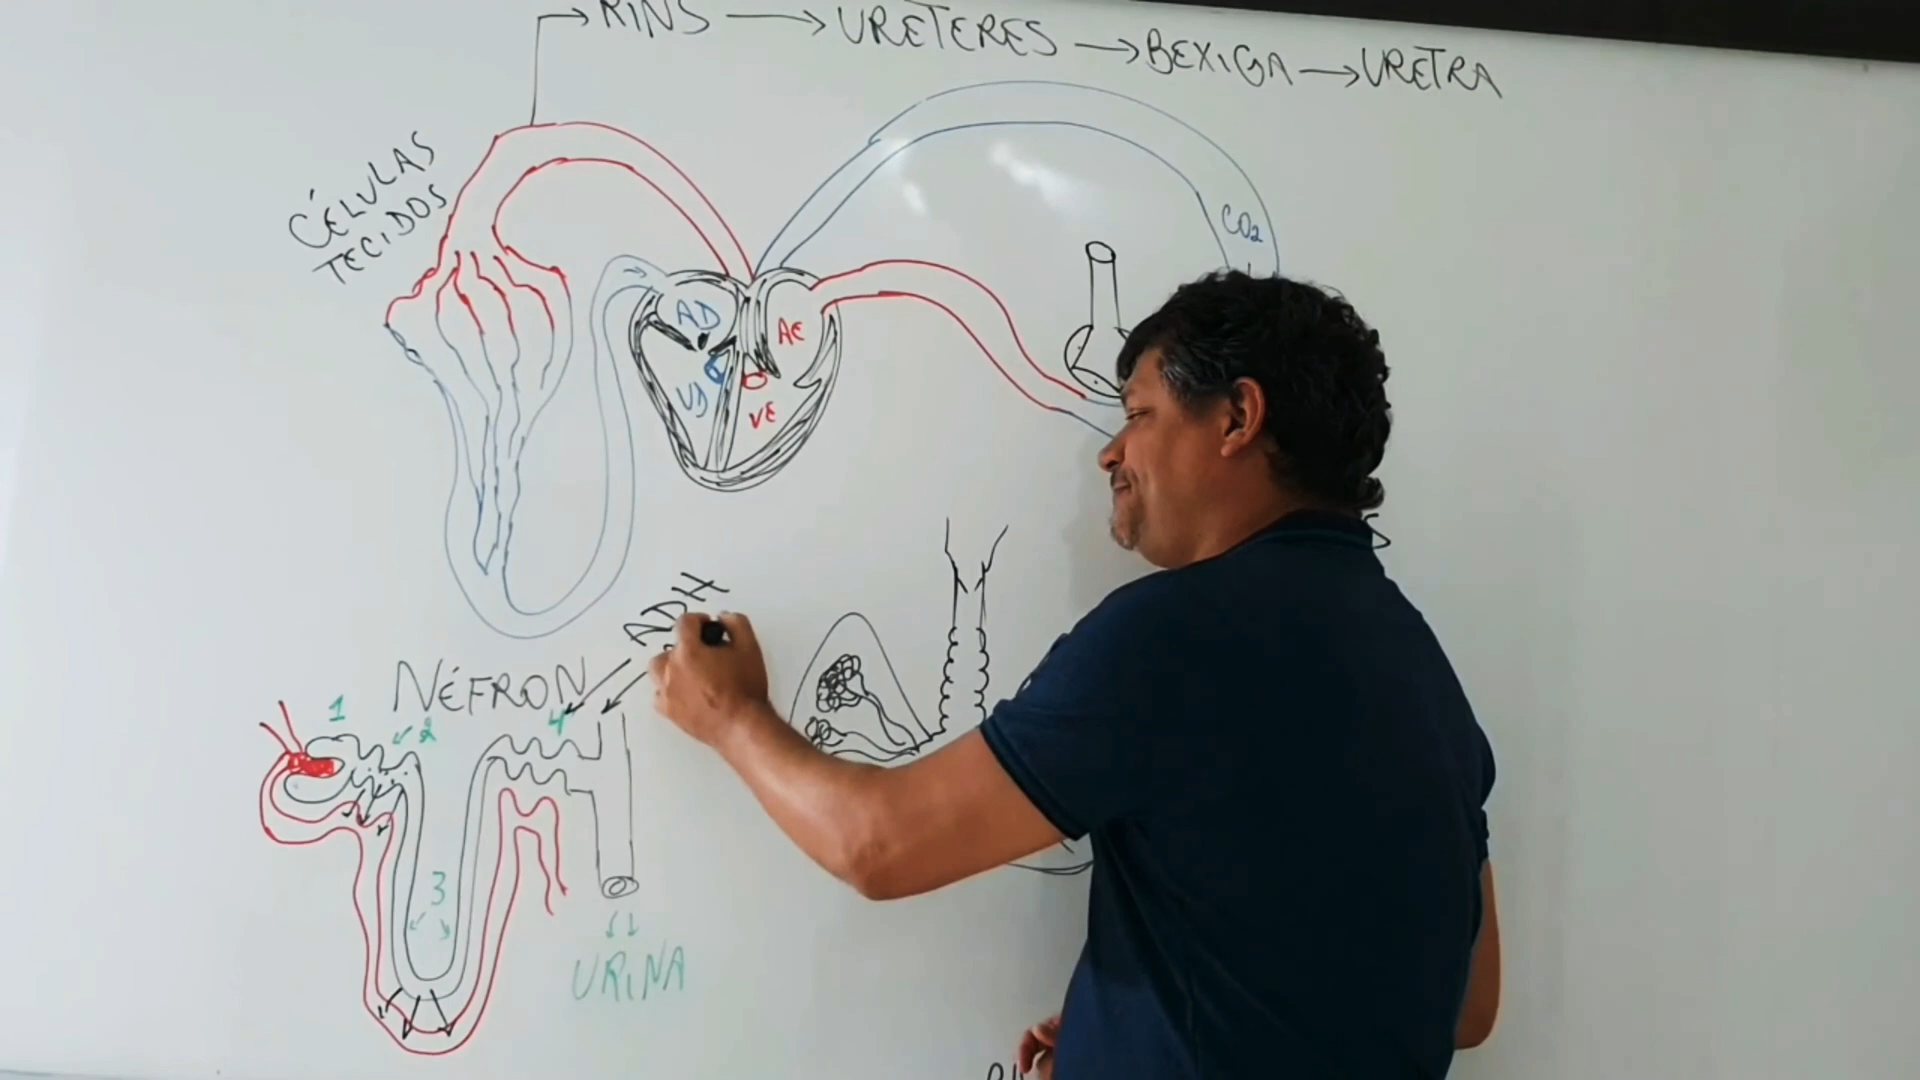 RINS → URETERES → BEXIGA → URETRA
CÉLULAS
TECIDOS
CO2
AD
AE
VD
VE
ADH
NÉFRON
1
2
4
3
URINA